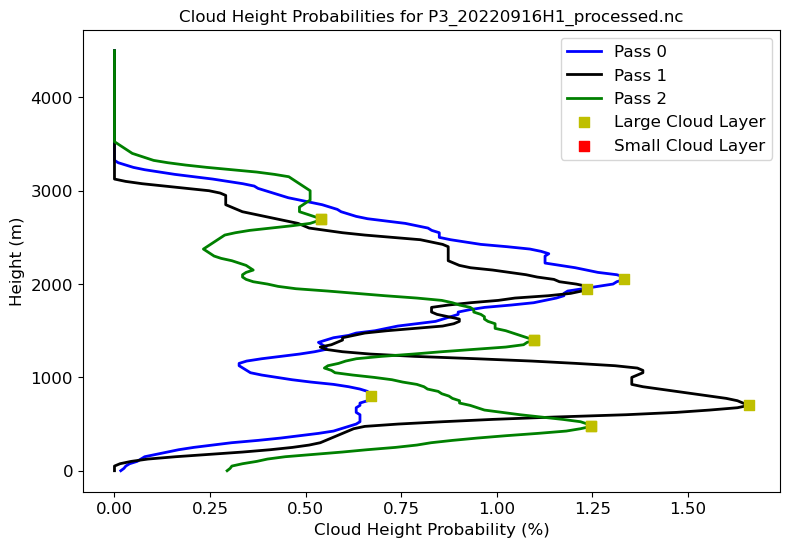 Cloud Height Probabilities for P3_20220916H1_processed.nc
Pass 0
Pass 1
Pass 2
Large Cloud Layer
Small Cloud Layer
4000
3000
2000
1000
0
Height (m)
0.00 0.25 0.50 0.75 1.00 1.25 1.50
Cloud Height Probability (%)